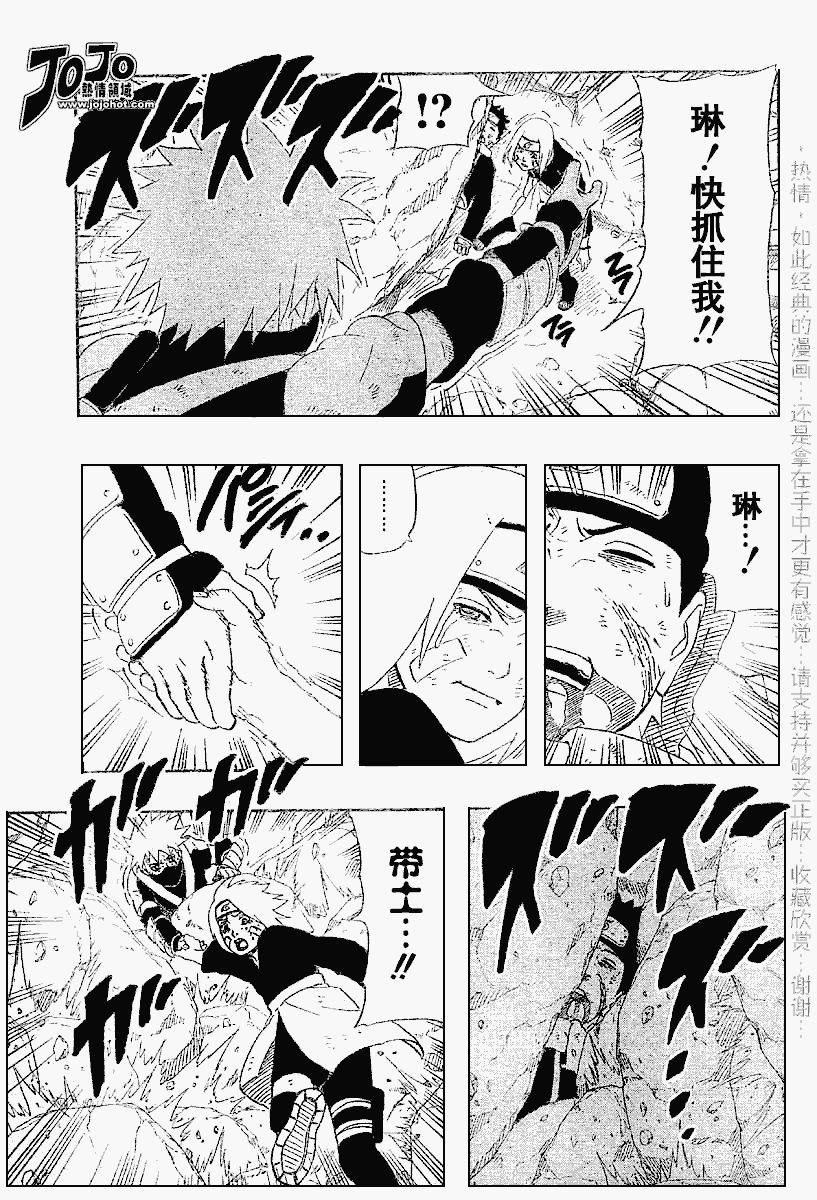 JOJO
熱情領域
www.jojohot.com
琳！快抓住我!!
!?
ズズズ
ズズ
琳…！
……
パシィ‥
ズズズ…
带土…!!
ガガ
ガガ
，热情，如此经典的漫画…还是拿在手中才更有感觉…请支持并够买正版…收藏欣赏…谢谢…